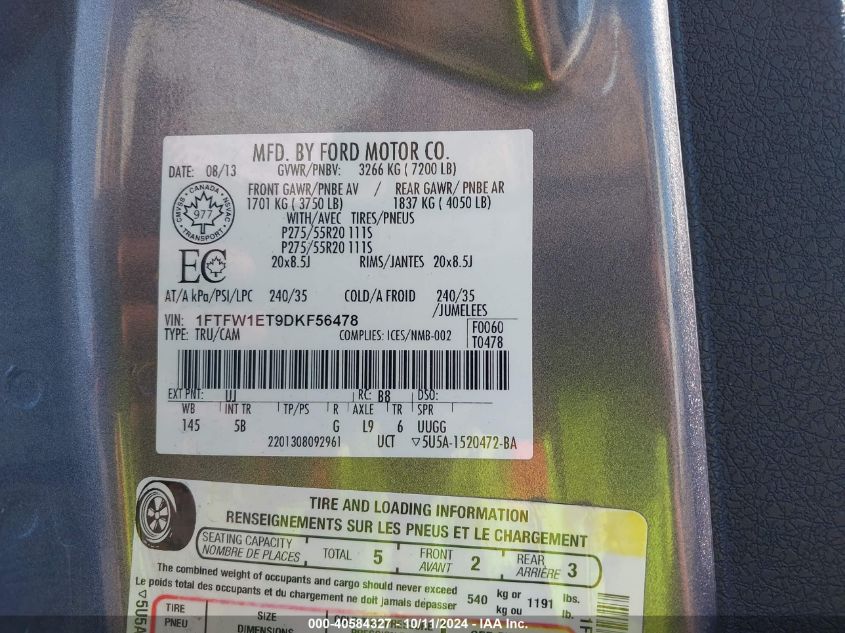 MFD. BY FORD MOTOR CO.
DATE: 08/13 GVWR/PNBV: 3266 KG ( 7200 LB)
FRONT GAWR/PNBE AV / REAR GAWR/ PNBE AR
1701 KG ( 3750 LB) 1837 KG ( 4050 LB)
CANADA
CMVSS NSVAC
977
TRANSPORT
WITH/AVEC TIRES/PNEUS
P275/55R20 111S
P275/55R20 111S
EC
20x8.5J RIMS/JANTES 20x8.5J
AT/A kPa/PSI/LPC 240/35 COLD/A FROID 240/35
/JUMELEES
VIN: 1FTFW1ET9DKF56478
TYPE: TRU/CAM COMPLIES: ICES/NMB-002
F0060
T0478
EXT PNT: UJ RC: B8 DSO:
WB INT TR TP/PS R AXLE TR SPR
145 5B G L9 6 UUGG
2201308092961 UCT ▽5U5A-1520472-BA
TIRE AND LOADING INFORMATION
RENSEIGNEMENTS SUR LES PNEUS ET LE CHARGEMENT
SEATING CAPACITY
NOMBRE DE PLACES TOTAL 5 FRONT AVANT 2 REAR ARRIÈRE 3
The combined weight of occupants and cargo should never exceed
Le poids total des occupants et du chargement ne doit jamais dépasser 540 kg or kg ou 1191 lbs. lb.
▽5U5A
TIRE
PNEU
SIZE
DIMENSIONS
000-40584327 - 10/11/2024 - IAA Inc.